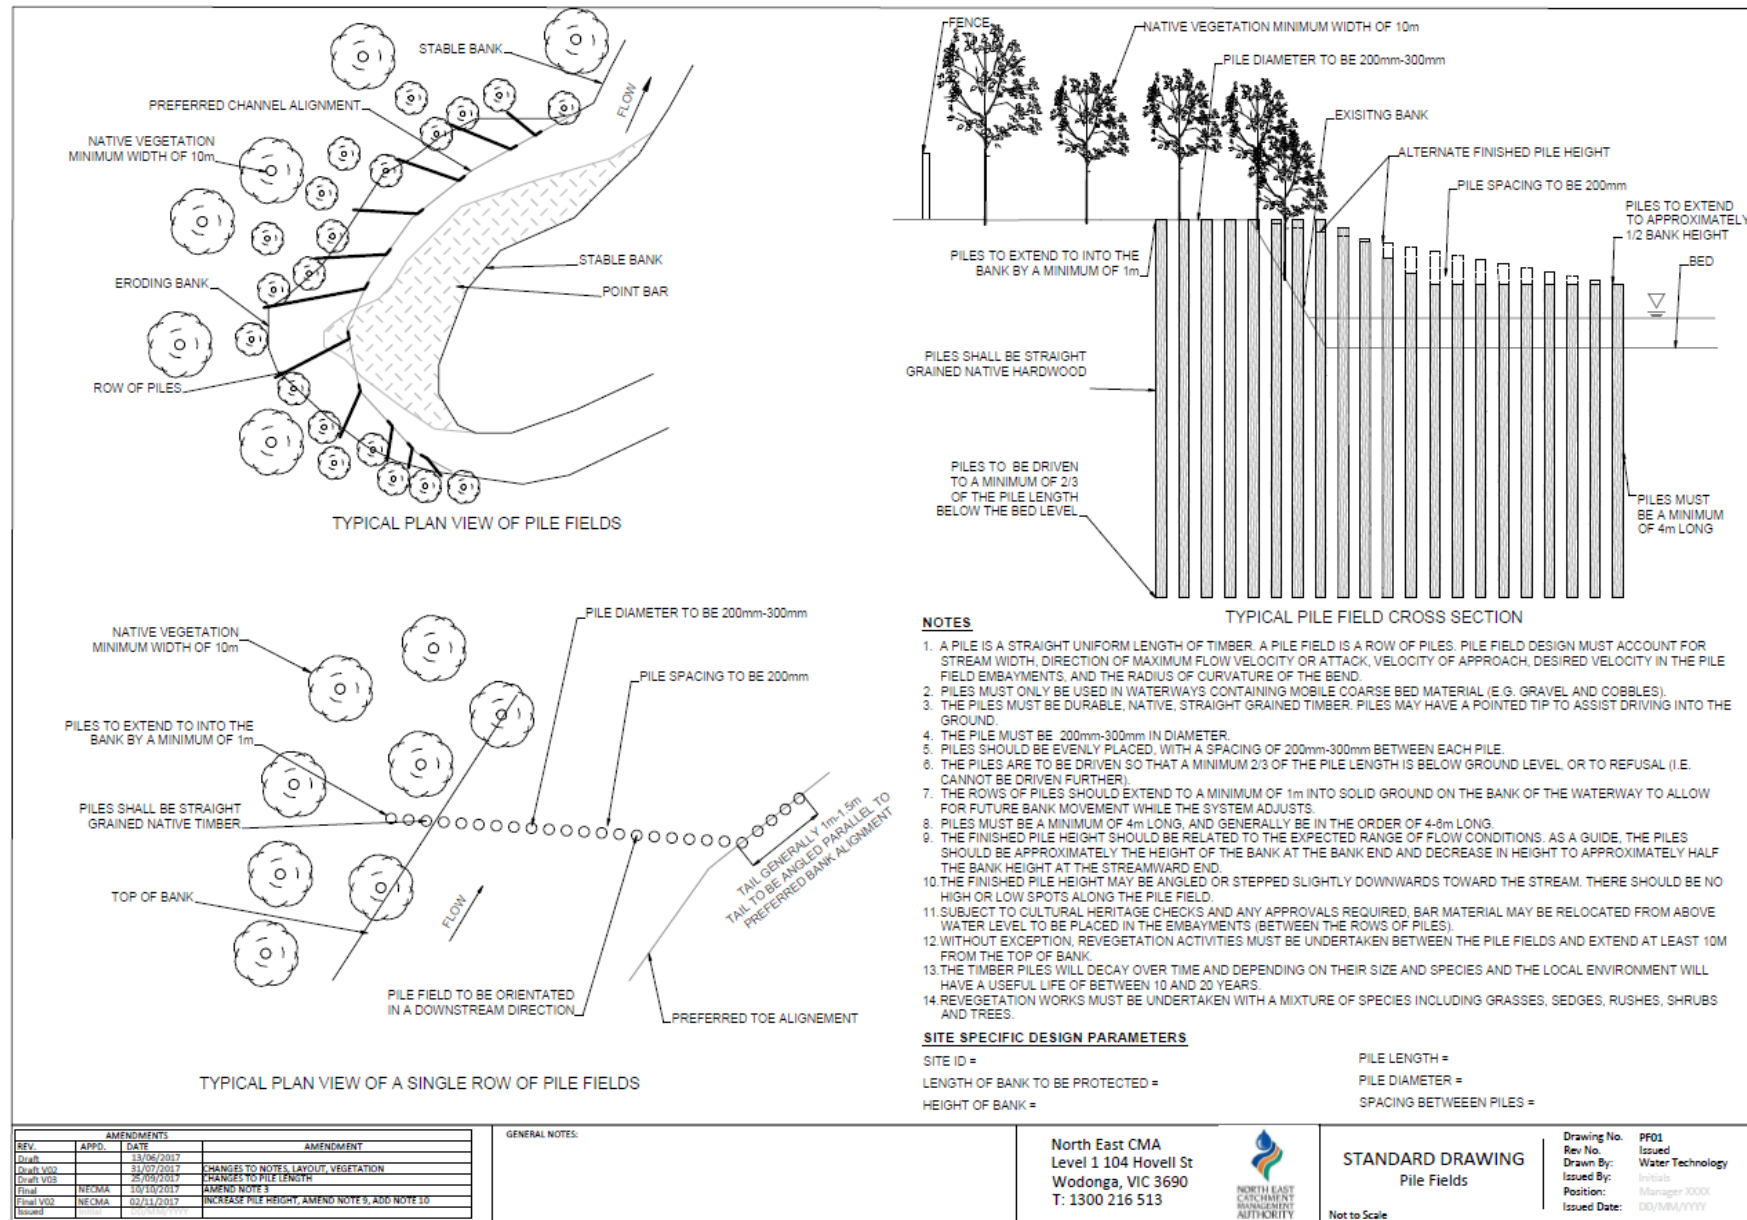 STABLE BANK
PREFERRED CHANNEL ALIGNMENT
NATIVE VEGETATION
MINIMUM WIDTH OF 10m
FLOW
STABLE BANK
POINT BAR
ERODING BANK
ROW OF PILES
TYPICAL PLAN VIEW OF PILE FIELDS
FENCE
NATIVE VEGETATION MINIMUM WIDTH OF 10m
PILE DIAMETER TO BE 200mm-300mm
EXISITNG BANK
ALTERNATE FINISHED PILE HEIGHT
PILE SPACING TO BE 200mm
PILES TO EXTEND
TO APPROXIMATELY
1/2 BANK HEIGHT
BED
PILES TO EXTEND TO INTO THE
BANK BY A MINIMUM OF 1m
PILES SHALL BE STRAIGHT
GRAINED NATIVE HARDWOOD
PILES TO BE DRIVEN
TO A MINIMUM OF 2/3
OF THE PILE LENGTH
BELOW THE BED LEVEL
PILES MUST
BE A MINIMUM
OF 4m LONG
TYPICAL PILE FIELD CROSS SECTION
PILE DIAMETER TO BE 200mm-300mm
NATIVE VEGETATION
MINIMUM WIDTH OF 10m
PILE SPACING TO BE 200mm
PILES TO EXTEND TO INTO THE
BANK BY A MINIMUM OF 1m
PILES SHALL BE STRAIGHT
GRAINED NATIVE TIMBER
TOP OF BANK
FLOW
TAIL GENERALLY 1m-1.5m
TAIL TO BE ANGLED PARALLEL TO
PREFERRED BANK ALIGNMENT
PILE FIELD TO BE ORIENTATED
IN A DOWNSTREAM DIRECTION
PREFERRED TOE ALIGNEMENT
TYPICAL PLAN VIEW OF A SINGLE ROW OF PILE FIELDS
NOTES
1. A PILE IS A STRAIGHT UNIFORM LENGTH OF TIMBER. A PILE FIELD IS A ROW OF PILES. PILE FIELD DESIGN MUST ACCOUNT FOR
STREAM WIDTH, DIRECTION OF MAXIMUM FLOW VELOCITY OR ATTACK, VELOCITY OF APPROACH, DESIRED VELOCITY IN THE PILE
FIELD EMBAYMENTS, AND THE RADIUS OF CURVATURE OF THE BEND.
2. PILES MUST ONLY BE USED IN WATERWAYS CONTAINING MOBILE COARSE BED MATERIAL (E.G. GRAVEL AND COBBLES).
3. THE PILES MUST BE DURABLE, NATIVE, STRAIGHT GRAINED TIMBER. PILES MAY HAVE A POINTED TIP TO ASSIST DRIVING INTO THE
GROUND.
4. THE PILE MUST BE 200mm-300mm IN DIAMETER.
5. PILES SHOULD BE EVENLY PLACED, WITH A SPACING OF 200mm-300mm BETWEEN EACH PILE.
6. THE PILES ARE TO BE DRIVEN SO THAT A MINIMUM 2/3 OF THE PILE LENGTH IS BELOW GROUND LEVEL, OR TO REFUSAL (I.E.
CANNOT BE DRIVEN FURTHER).
7. THE ROWS OF PILES SHOULD EXTEND TO A MINIMUM OF 1m INTO SOLID GROUND ON THE BANK OF THE WATERWAY TO ALLOW
FOR FUTURE BANK MOVEMENT WHILE THE SYSTEM ADJUSTS.
8. PILES MUST BE A MINIMUM OF 4m LONG, AND GENERALLY BE IN THE ORDER OF 4-6m LONG.
9. THE FINISHED PILE HEIGHT SHOULD BE RELATED TO THE EXPECTED RANGE OF FLOW CONDITIONS. AS A GUIDE, THE PILES
SHOULD BE APPROXIMATELY THE HEIGHT OF THE BANK AT THE BANK END AND DECREASE IN HEIGHT TO APPROXIMATELY HALF
THE BANK HEIGHT AT THE STREAMWARD END.
10.THE FINISHED PILE HEIGHT MAY BE ANGLED OR STEPPED SLIGHTLY DOWNWARDS TOWARD THE STREAM. THERE SHOULD BE NO
HIGH OR LOW SPOTS ALONG THE PILE FIELD.
11.SUBJECT TO CULTURAL HERITAGE CHECKS AND ANY APPROVALS REQUIRED, BAR MATERIAL MAY BE RELOCATED FROM ABOVE
WATER LEVEL TO BE PLACED IN THE EMBAYMENTS (BETWEEN THE ROWS OF PILES).
12.WITHOUT EXCEPTION, REVEGETATION ACTIVITIES MUST BE UNDERTAKEN BETWEEN THE PILE FIELDS AND EXTEND AT LEAST 10M
FROM THE TOP OF BANK.
13.THE TIMBER PILES WILL DECAY OVER TIME AND DEPENDING ON THEIR SIZE AND SPECIES AND THE LOCAL ENVIRONMENT WILL
HAVE A USEFUL LIFE OF BETWEEN 10 AND 20 YEARS.
14.REVEGETATION WORKS MUST BE UNDERTAKEN WITH A MIXTURE OF SPECIES INCLUDING GRASSES, SEDGES, RUSHES, SHRUBS
AND TREES.
SITE SPECIFIC DESIGN PARAMETERS
SITE ID =
LENGTH OF BANK TO BE PROTECTED =
HEIGHT OF BANK =
PILE LENGTH =
PILE DIAMETER =
SPACING BETWEEEN PILES =
AMENDMENTS
REV. APPD. DATE AMENDMENT
Draft 13/06/2017
Draft V02 31/07/2017 CHANGES TO NOTES, LAYOUT, VEGETATION
Draft V03 25/09/2017 CHANGES TO PILE LENGTH
Final NECMA 10/10/2017 AMEND NOTE 3
Final V02 NECMA 02/11/2017 INCREASE PILE HEIGHT, AMEND NOTE 9, ADD NOTE 10
Issued Initial DD/MM/YYYY
GENERAL NOTES:
North East CMA
Level 1 104 Hovell St
Wodonga, VIC 3690
T: 1300 216 513
NORTH EAST
CATCHMENT
MANAGEMENT
AUTHORITY
STANDARD DRAWING
Pile Fields
Not to Scale
Drawing No. PF01
Rev No. Issued
Drawn By: Water Technology
Issued By: Initials
Position: Manager XXXX
Issued Date: DD/MM/YYYY